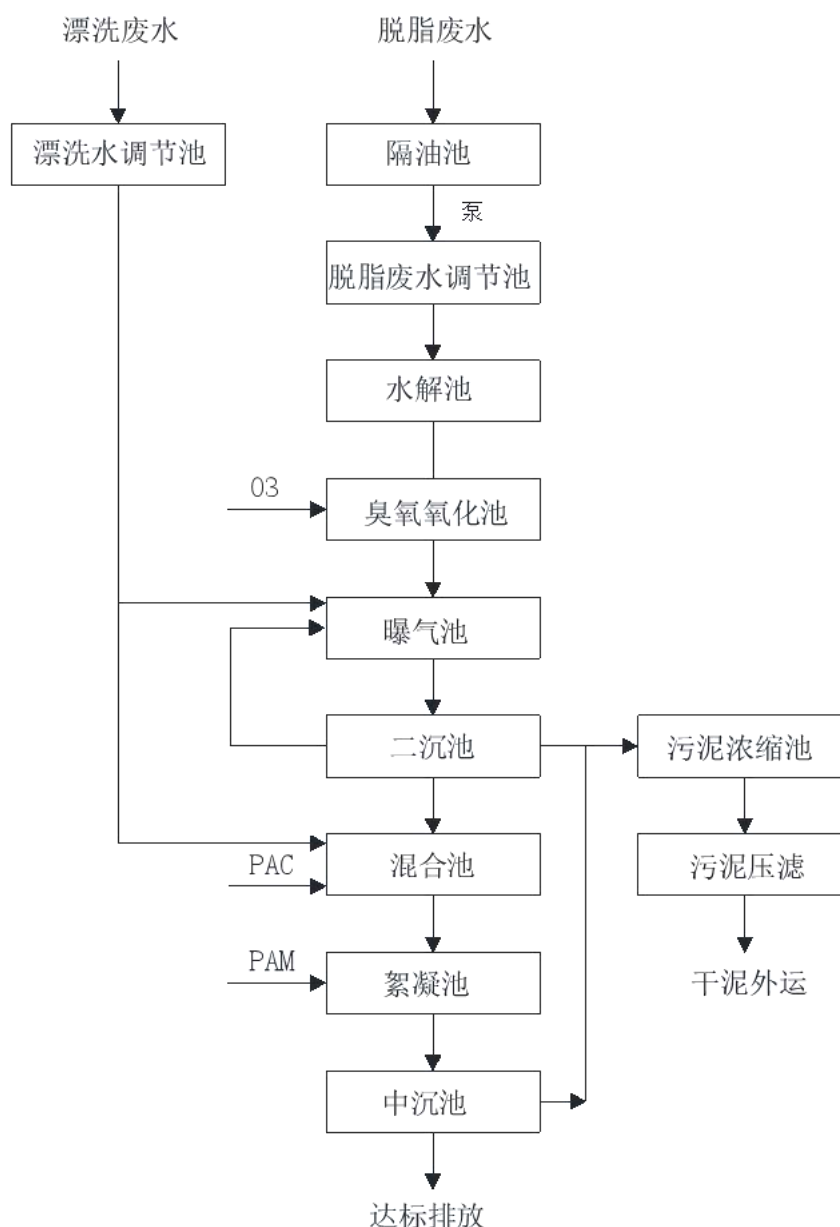 漂洗废水
脱脂废水
漂洗水调节池
隔油池
泵
脱脂废水调节池
水解池
O3
臭氧氧化池
曝气池
二沉池
污泥浓缩池
混合池
PAC
污泥压滤
PAM
絮凝池
干泥外运
中沉池
达标排放